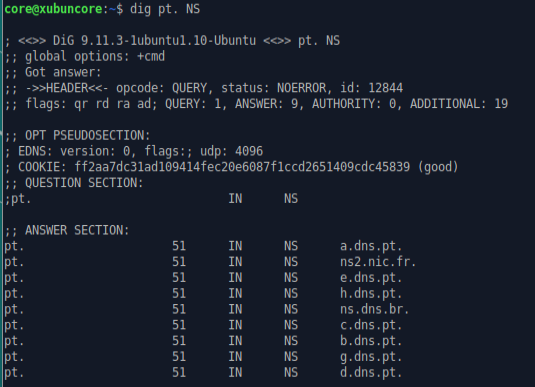 core@xubuncore:~$ dig pt. NS
; <<>> DiG 9.11.3-1ubuntu1.10-Ubuntu <<>> pt. NS
;; global options: +cmd
;; Got answer:
;; ->>HEADER<<- opcode: QUERY, status: NOERROR, id: 12844
;; flags: qr rd ra ad; QUERY: 1, ANSWER: 9, AUTHORITY: 0, ADDITIONAL: 19
;; OPT PSEUDOSECTION:
; EDNS: version: 0, flags:; udp: 4096
; COOKIE: ff2aa7dc31ad109414fec20e6087f1ccd2651409cdc45839 (good)
;; QUESTION SECTION:
;pt. IN NS
;; ANSWER SECTION:
pt. 51 IN NS a.dns.pt.
pt. 51 IN NS ns2.nic.fr.
pt. 51 IN NS e.dns.pt.
pt. 51 IN NS h.dns.pt.
pt. 51 IN NS ns.dns.br.
pt. 51 IN NS c.dns.pt.
pt. 51 IN NS b.dns.pt.
pt. 51 IN NS g.dns.pt.
pt. 51 IN NS d.dns.pt.